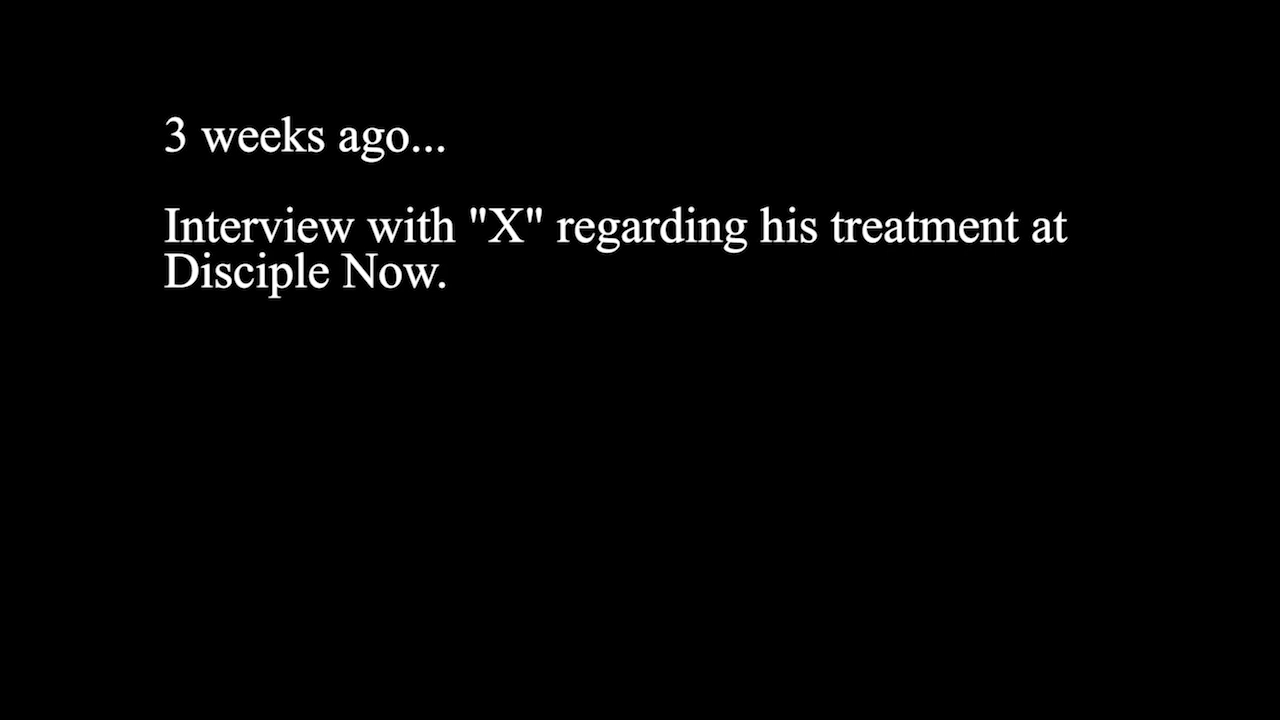 3 weeks ago...
Interview with "X" regarding his treatment at
Disciple Now.